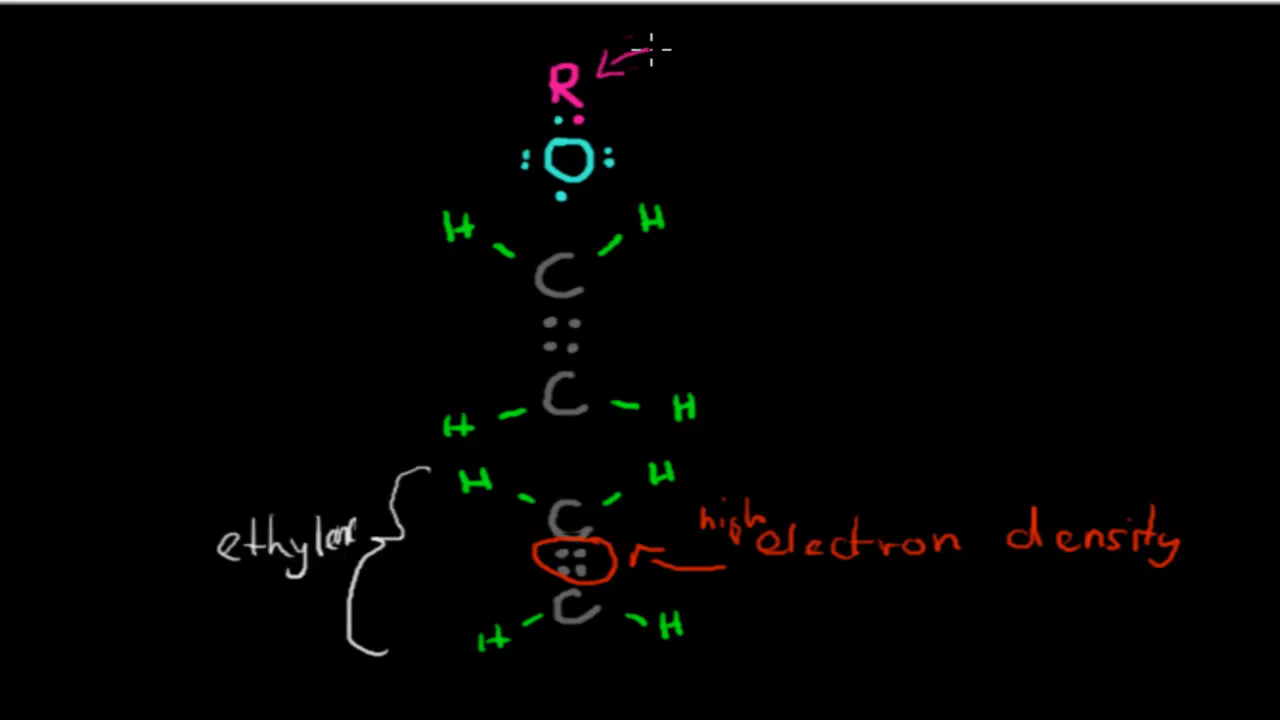 R
O
H H
C
C
H H
H H
C
high
ethylene electron density
C
H H